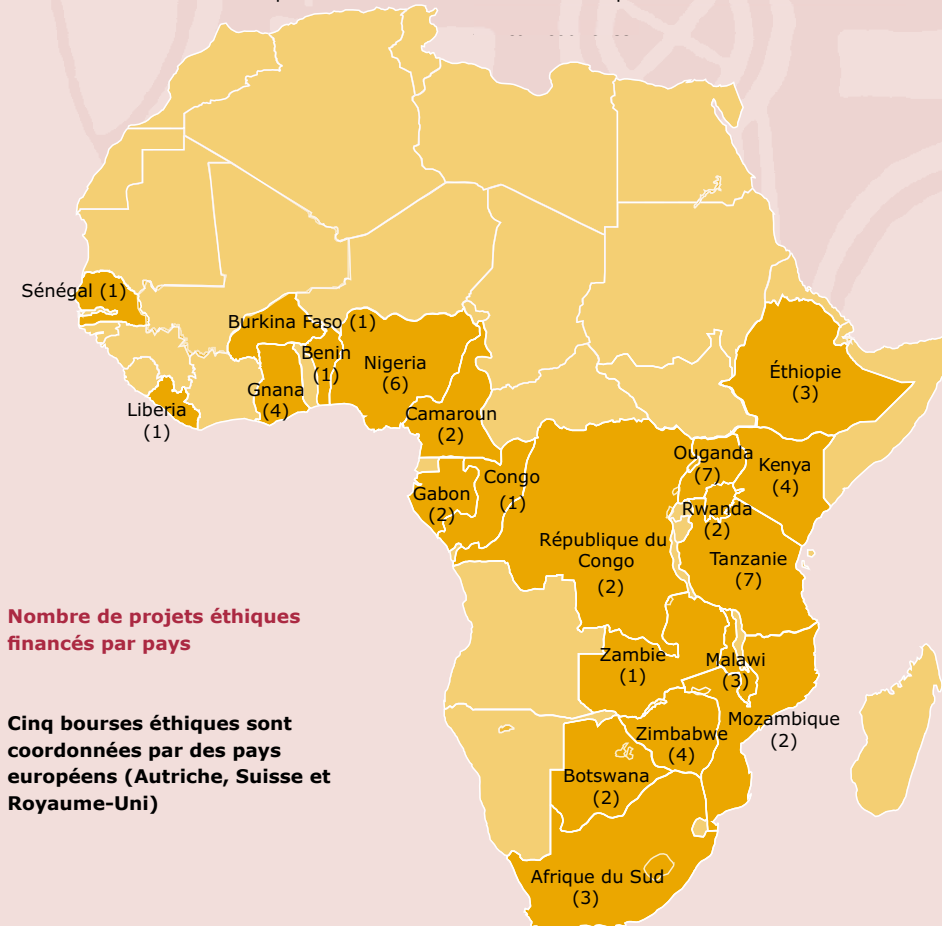 Sénégal (1)
Burkina Faso (1)
Benin
(1)
Nigeria
(6)
Gnana
(4)
Liberia
(1)
Camaroun
(2)
Éthiopie
(3)
Ouganda
(7)
Kenya
(4)
Congo
(1)
Gabon
(2)
Rwanda
(2)
République du
Congo
(2)
Tanzanie
(7)
Nombre de projets éthiques
financés par pays
Zambie
(1)
Malawi
(3)
Cinq bourses éthiques sont
coordonnées par des pays
européens (Autriche, Suisse et
Royaume-Uni)
Mozambique
(2)
Zimbabwe
(4)
Botswana
(2)
Afrique du Sud
(3)